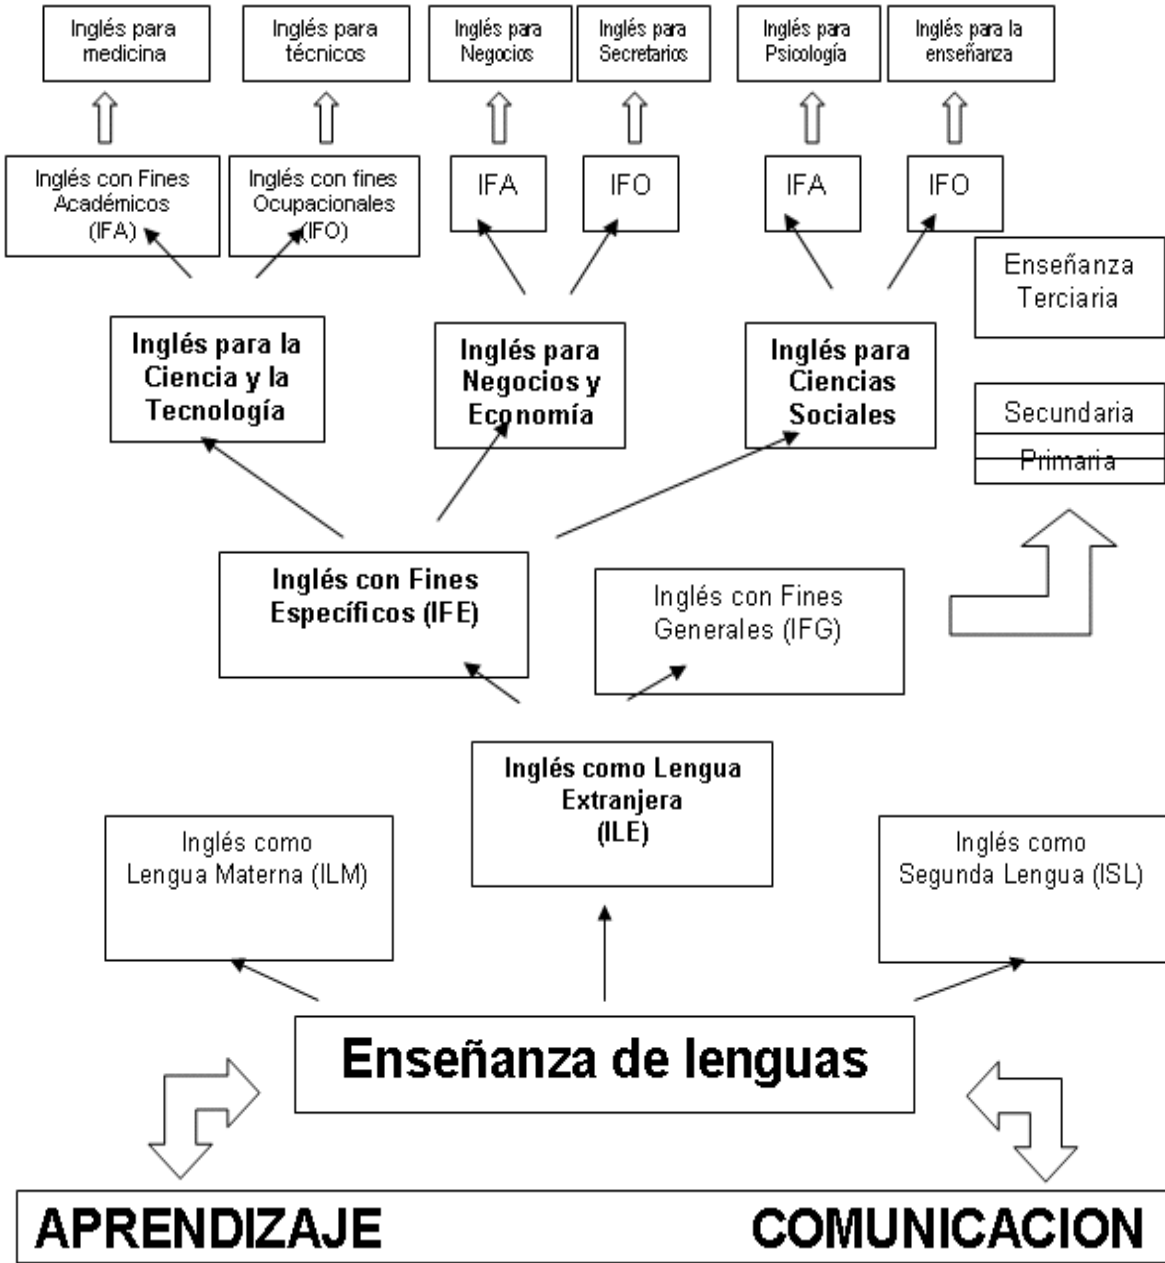 Inglés para
medicina
Inglés para
técnicos
Inglés para
Negocios
Inglés para
Secretarios
Inglés para
Psicología
Inglés para la
enseñanza
Inglés con Fines
Académicos
(IFA)
Inglés con fines
Ocupacionales
(IFO)
IFA
IFO
IFA
IFO
Enseñanza
Terciaria
Inglés para la
Ciencia y la
Tecnología
Inglés para
Negocios y
Economía
Inglés para
Ciencias
Sociales
Secundaria
Primaria
Inglés con Fines
Específicos (IFE)
Inglés con Fines
Generales (IFG)
Inglés como Lengua
Extranjera
(ILE)
Inglés como
Lengua Materna (ILM)
Inglés como
Segunda Lengua (ISL)
Enseñanza de lenguas
APRENDIZAJE COMUNICACION